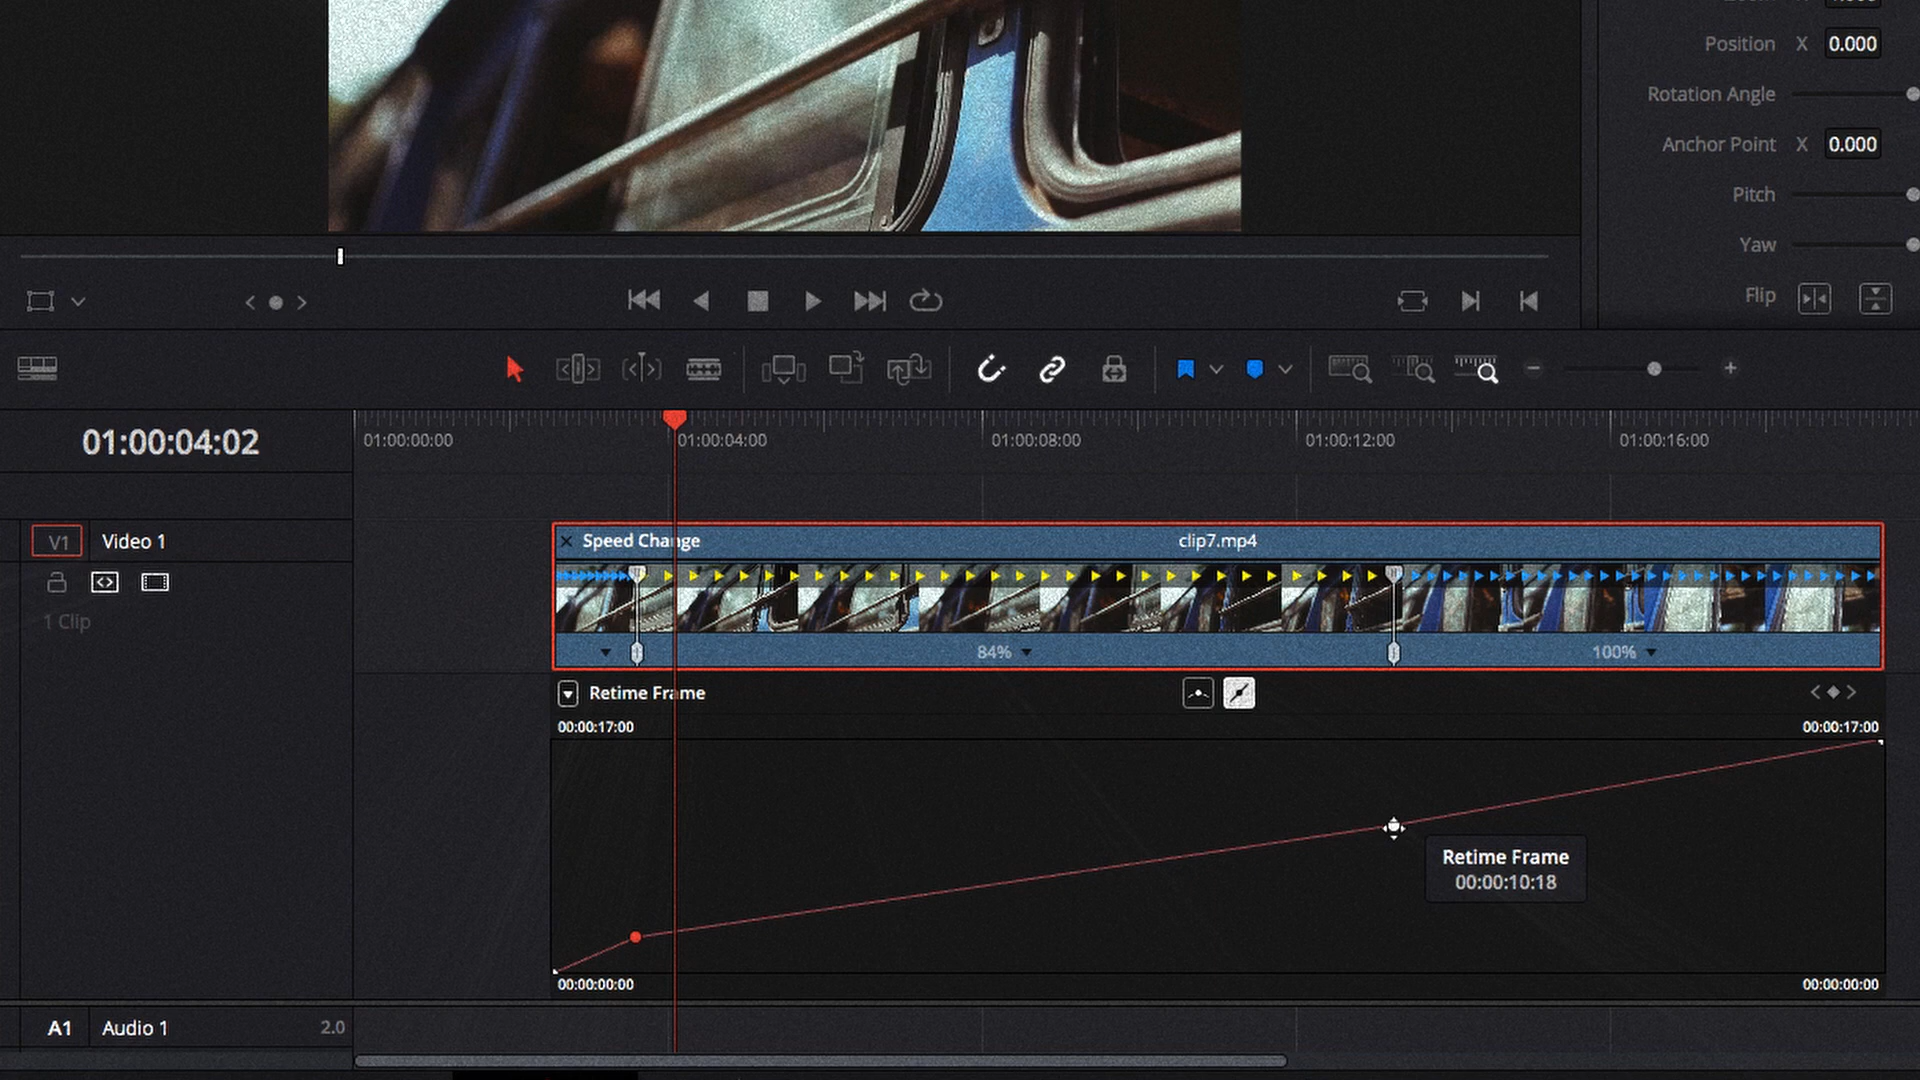 Position X 0.000
Rotation Angle
Anchor Point X 0.000
Pitch
Yaw
Flip
01:00:04:02
01:00:00:00 01:00:04:00 01:00:08:00 01:00:12:00 01:00:16:00
V1 Video 1
1 Clip
Speed Change clip7.mp4
84% 100%
Retime Frame
00:00:17:00 00:00:17:00
Retime Frame
00:00:10:18
00:00:00:00 00:00:00:00
A1 Audio 1 2.0